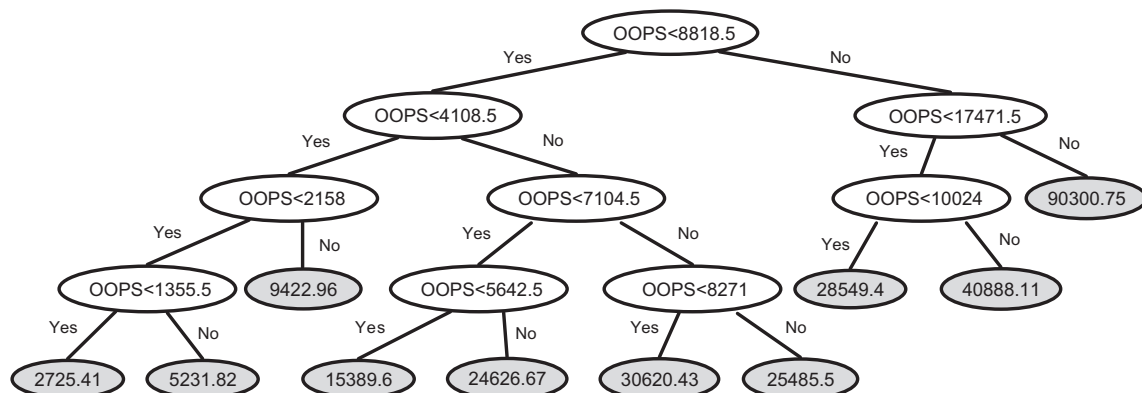 OOPS<8818.5
Yes
No
OOPS<4108.5
OOPS<17471.5
Yes
No
Yes
No
OOPS<2158
OOPS<7104.5
OOPS<10024
90300.75
Yes
No
Yes
No
Yes
No
OOPS<1355.5
9422.96
OOPS<5642.5
OOPS<8271
28549.4
40888.11
Yes
No
Yes
No
Yes
No
2725.41
5231.82
15389.6
24626.67
30620.43
25485.5